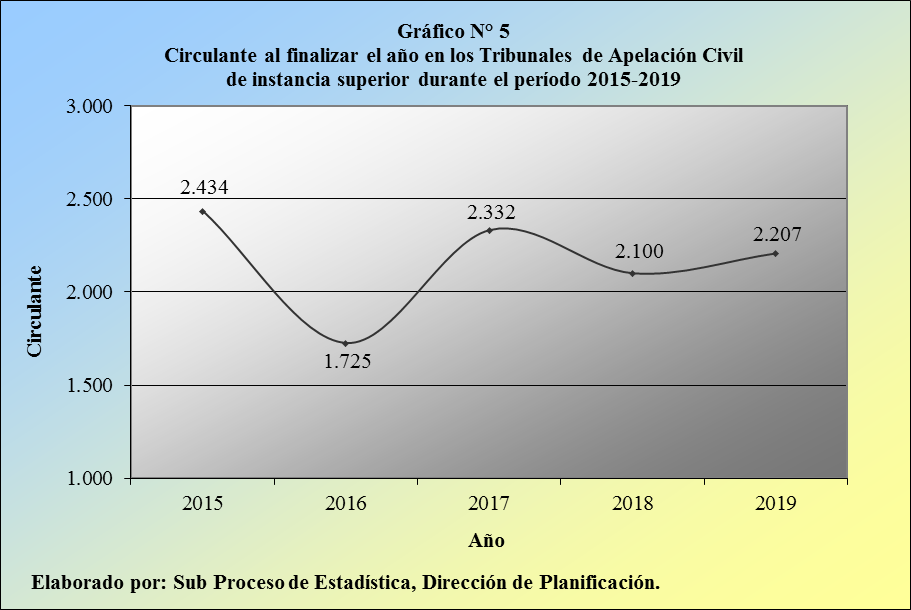 Gráfico N° 5
Circulante al finalizar el año en los Tribunales de Apelación Civil
de instancia superior durante el período 2015-2019
3.000
2.434
2.500
2.332
2.207
2.100
2.000
Circulante
1.725
1.500
1.000
2015 2016 2017 2018 2019
Año
Elaborado por: Sub Proceso de Estadística, Dirección de Planificación.